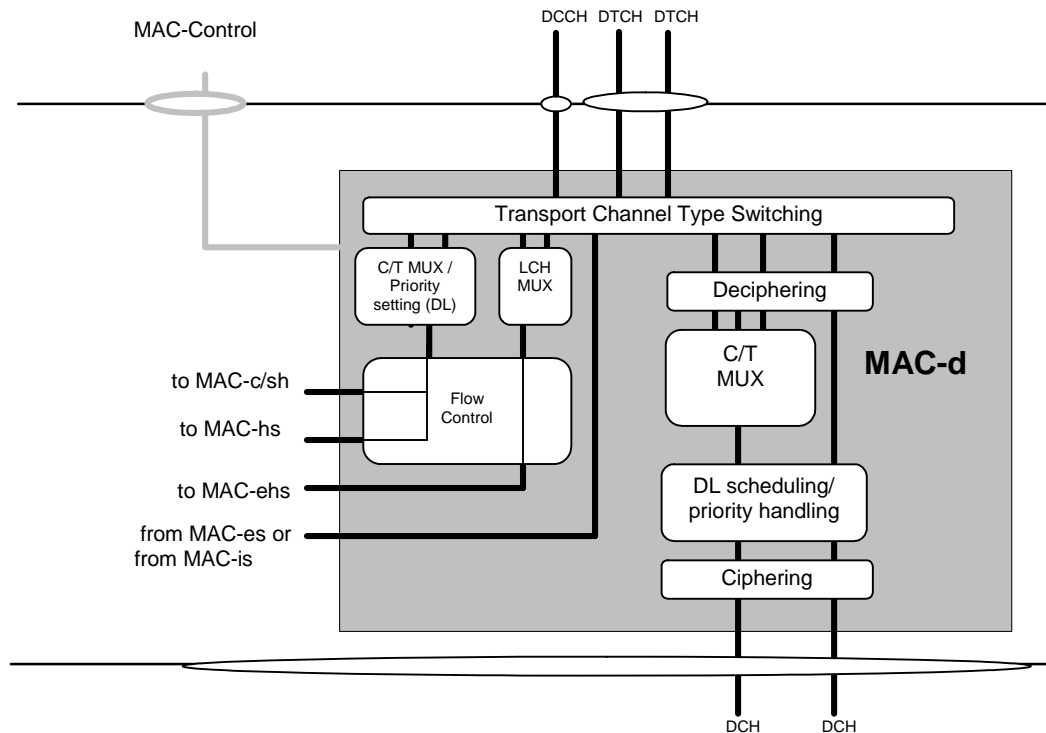 DCCH DTCH DTCH
MAC-Control
Transport Channel Type Switching
C/T MUX /
Priority
setting (DL)
LCH
MUX
Deciphering
C/T
MUX
MAC-d
to MAC-c/sh
Flow
Control
to MAC-hs
to MAC-ehs
DL scheduling/
priority handling
from MAC-es or
from MAC-is
Ciphering
DCH DCH